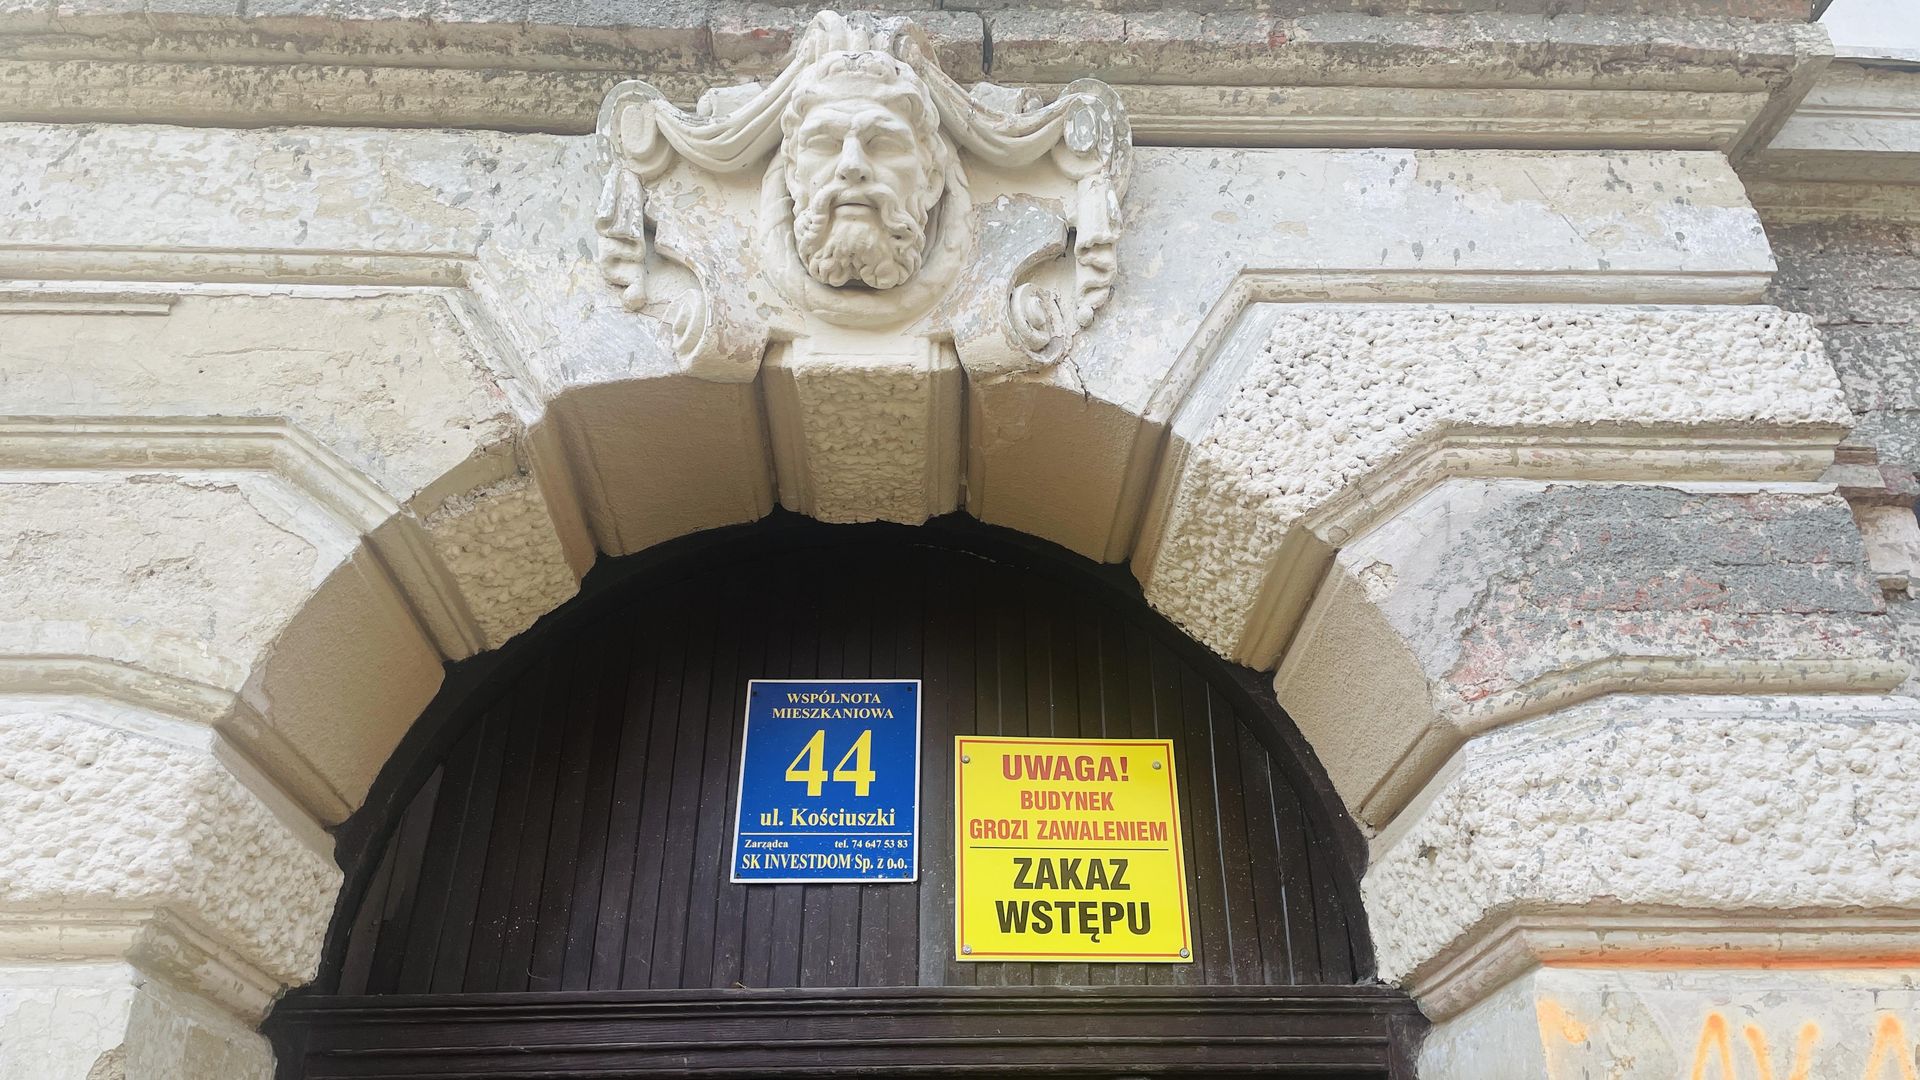 WSPÓLNOTA
MIESZKANIOWA
44
ul. Kościuszki
Zarządca tel. 74 647 53 83
SK INVESTDOM Sp. z o.o.
UWAGA!
BUDYNEK
GROZI ZAWALENIEM
ZAKAZ
WSTĘPU